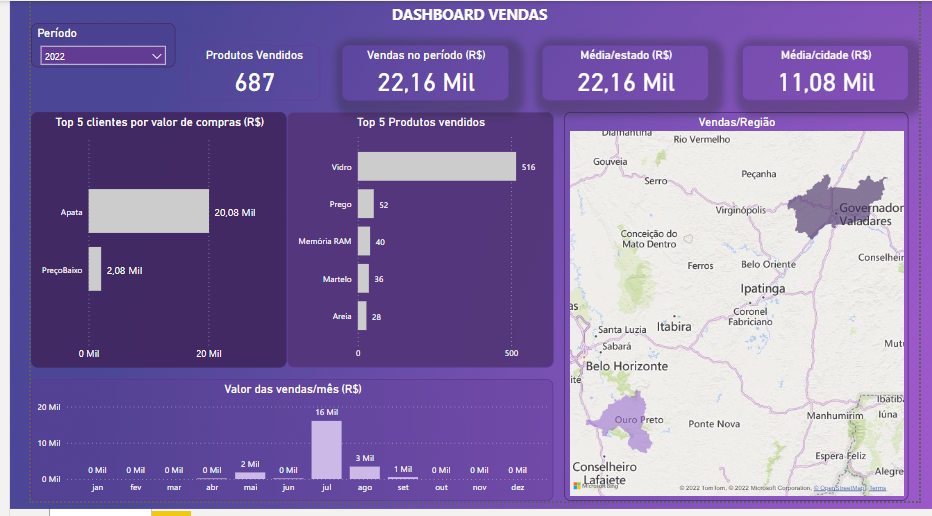 DASHBOARD VENDAS
Período
2022
Produtos Vendidos
687
Vendas no período (R$)
22,16 Mil
Média/estado (R$)
22,16 Mil
Média/cidade (R$)
11,08 Mil
Top 5 clientes por valor de compras (R$)
Apata
20,08 Mil
PreçoBaixo
2,08 Mil
0 Mil
20 Mil
Top 5 Produtos vendidos
Vidro
516
Prego
52
Memória RAM
40
Martelo
36
Areia
28
0
500
Valor das vendas/mês (R$)
20 Mil
10 Mil
0 Mil
0 Mil
0 Mil
0 Mil
0 Mil
2 Mil
0 Mil
16 Mil
3 Mil
1 Mil
0 Mil
0 Mil
0 Mil
jan
fev
mar
abr
mai
jun
jul
ago
set
out
nov
dez
Vendas/Região
Diamantina
Rio Vermelho
Gouveia
Serro
Peçanha
Virginópolis
Governador
Valadares
Conceição do
Mato Dentro
Ferros
Belo Oriente
Conselheir
Ipatinga
Coronel
Fabriciano
as
Santa Luzia
Itabira
Sabará
Mutu
Belo Horizonte
ité
Ibatib
Ouro Preto
Ponte Nova
Manhumirim
Iúna
Espera Feliz
Conselheiro
Lafaiete
Alegre
Microsoft Bing
© 2022 TomTom, © 2022 Microsoft Corporation, © OpenStreetMap Terms